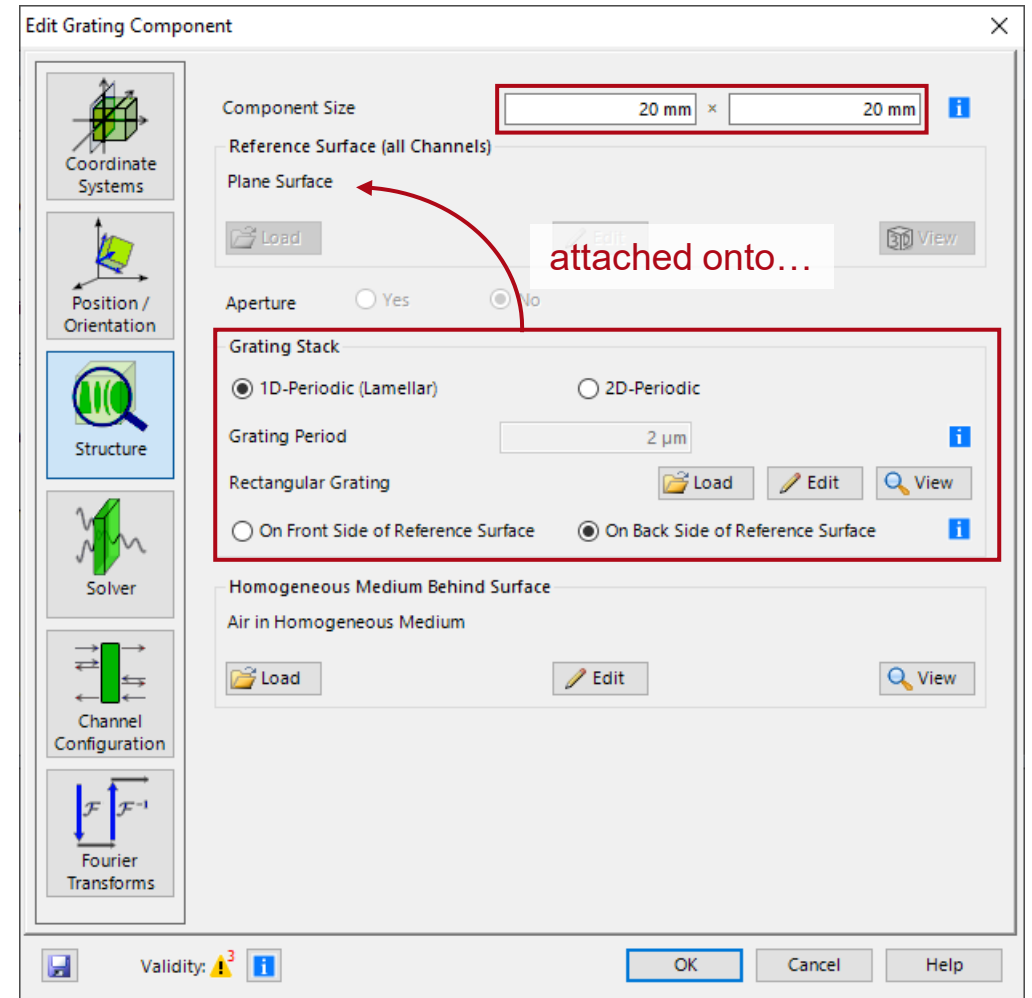 Edit Grating Component
Coordinate
Systems
Position /
Orientation
Structure
Solver
Channel
Configuration
ℱ ℱ⁻¹
Fourier
Transforms
Component Size 20 mm × 20 mm
Reference Surface (all Channels)
Plane Surface
Load Edit View
attached onto…
Aperture Yes No
Grating Stack
1D-Periodic (Lamellar) 2D-Periodic
Grating Period 2 µm
Rectangular Grating Load Edit View
On Front Side of Reference Surface On Back Side of Reference Surface
Homogeneous Medium Behind Surface
Air in Homogeneous Medium
Load Edit View
Validity: 3 OK Cancel Help